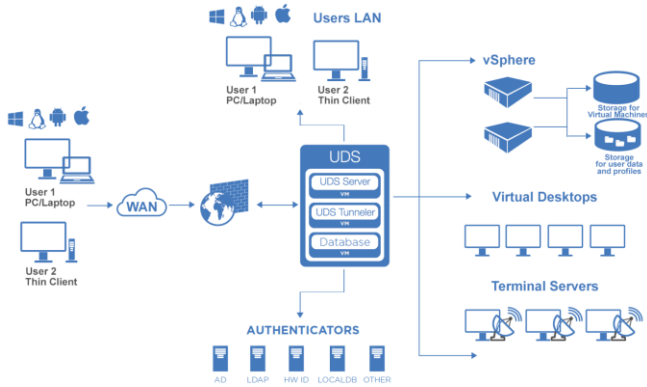 Users LAN
User 1
PC/Laptop
User 2
Thin Client
User 1
PC/Laptop
User 2
Thin Client
WAN
UDS
UDS Server
VM
UDS Tunneler
VM
Database
VM
AUTHENTICATORS
AD
LDAP
HW ID
LOCALDB
OTHER
vSphere
Storage for
Virtual Machines
Storage
for user data
and profiles
Virtual Desktops
Terminal Servers